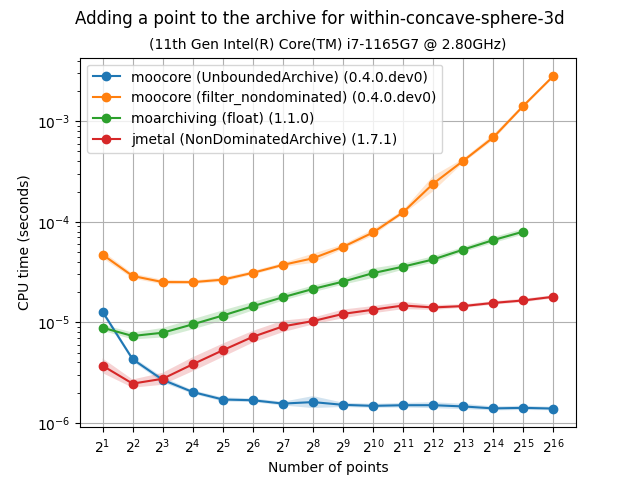 Adding a point to the archive for within-concave-sphere-3d
(11th Gen Intel(R) Core(TM) i7-1165G7 @ 2.80GHz)
moocore (UnboundedArchive) (0.4.0.dev0)
moocore (filter_nondominated) (0.4.0.dev0)
moarchiving (float) (1.1.0)
jmetal (NonDominatedArchive) (1.7.1)
CPU time (seconds)
10⁻³
10⁻⁴
10⁻⁵
10⁻⁶
2¹ 2² 2³ 2⁴ 2⁵ 2⁶ 2⁷ 2⁸ 2⁹ 2¹⁰ 2¹¹ 2¹² 2¹³ 2¹⁴ 2¹⁵ 2¹⁶
Number of points